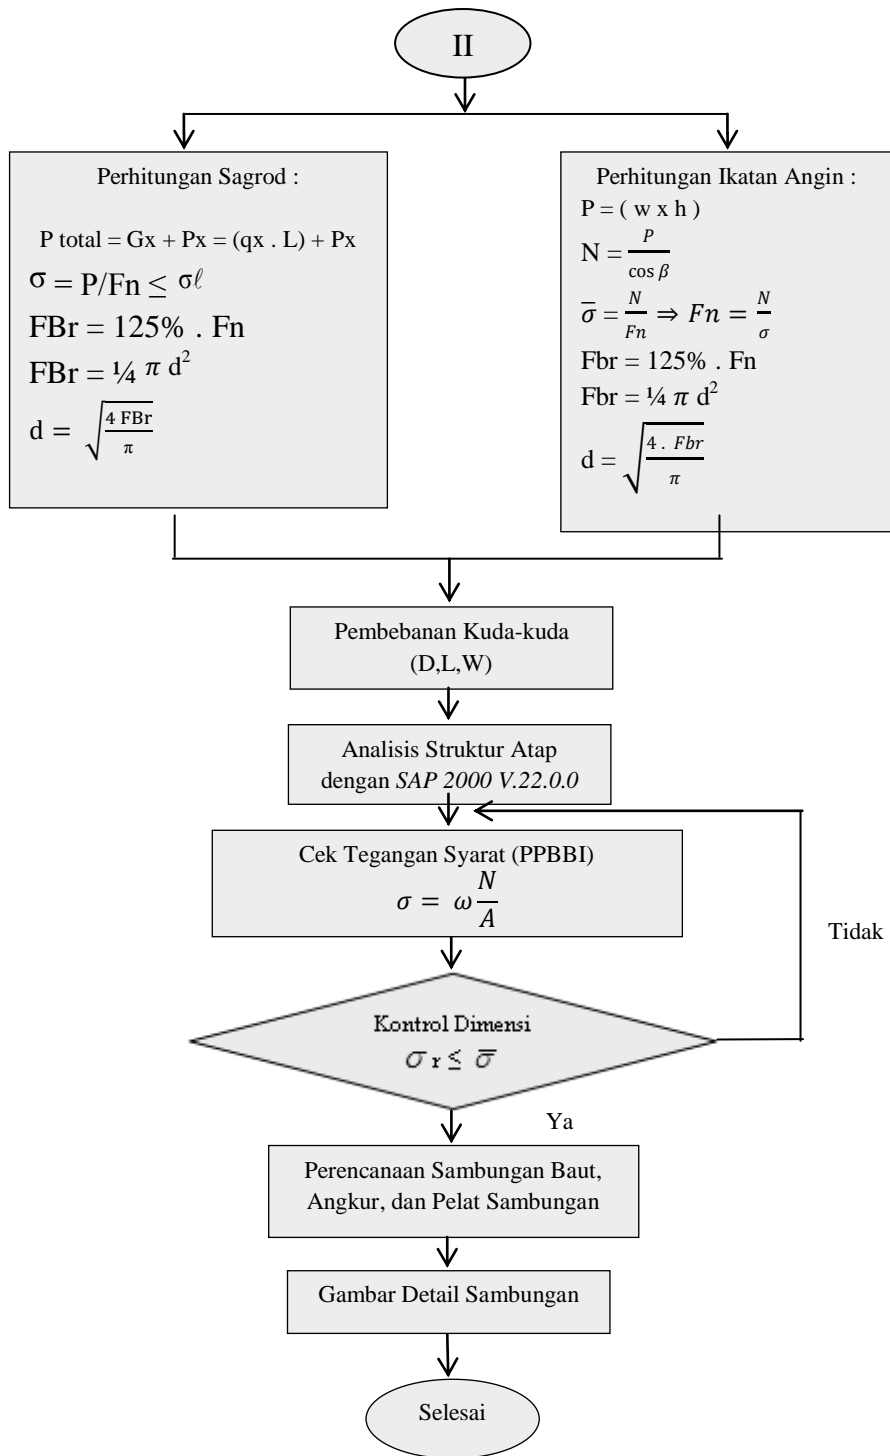 II
Perhitungan Sagrod :
P total = Gx + Px = (qx . L) + Px
σ = P/Fn ≤ σℓ
FBr = 125% . Fn
FBr = ¼ π d²
d = √(4 FBr / π)
Perhitungan Ikatan Angin :
P = ( w x h )
N = P / cos β
σ̅ = N / Fn ⇒ Fn = N / σ
Fbr = 125% . Fn
Fbr = ¼ π d²
d = √(4 . Fbr / π)
Pembebanan Kuda-kuda
(D,L,W)
Analisis Struktur Atap
dengan SAP 2000 V.22.0.0
Cek Tegangan Syarat (PPBBI)
σ = ω N / A
Tidak
Kontrol Dimensi
σ r ≤ σ̅
Ya
Perencanaan Sambungan Baut,
Angkur, dan Pelat Sambungan
Gambar Detail Sambungan
Selesai